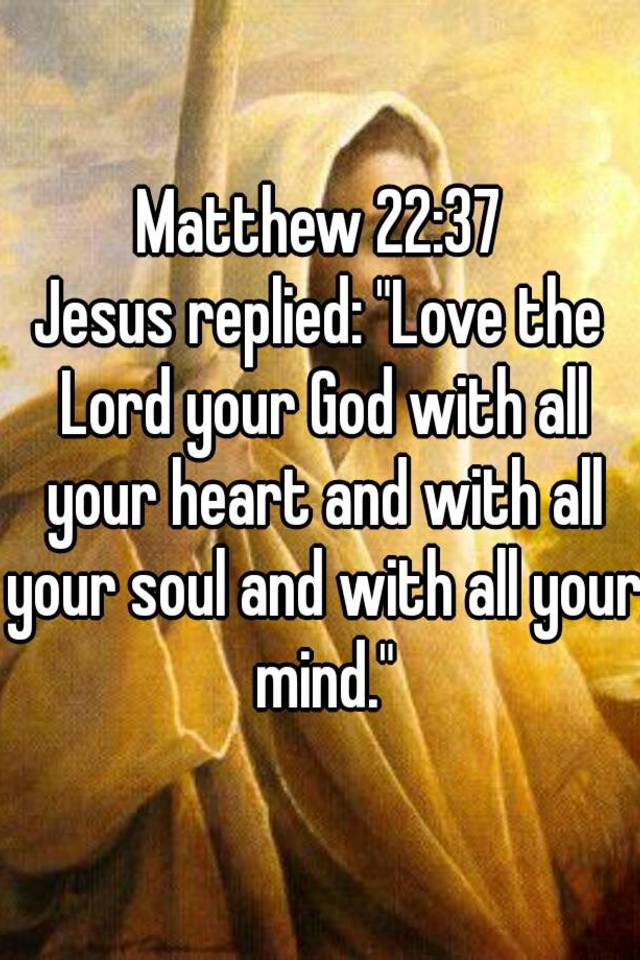 Matthew 22:37
Jesus replied: "Love the
Lord your God with all
your heart and with all
your soul and with all your
mind."